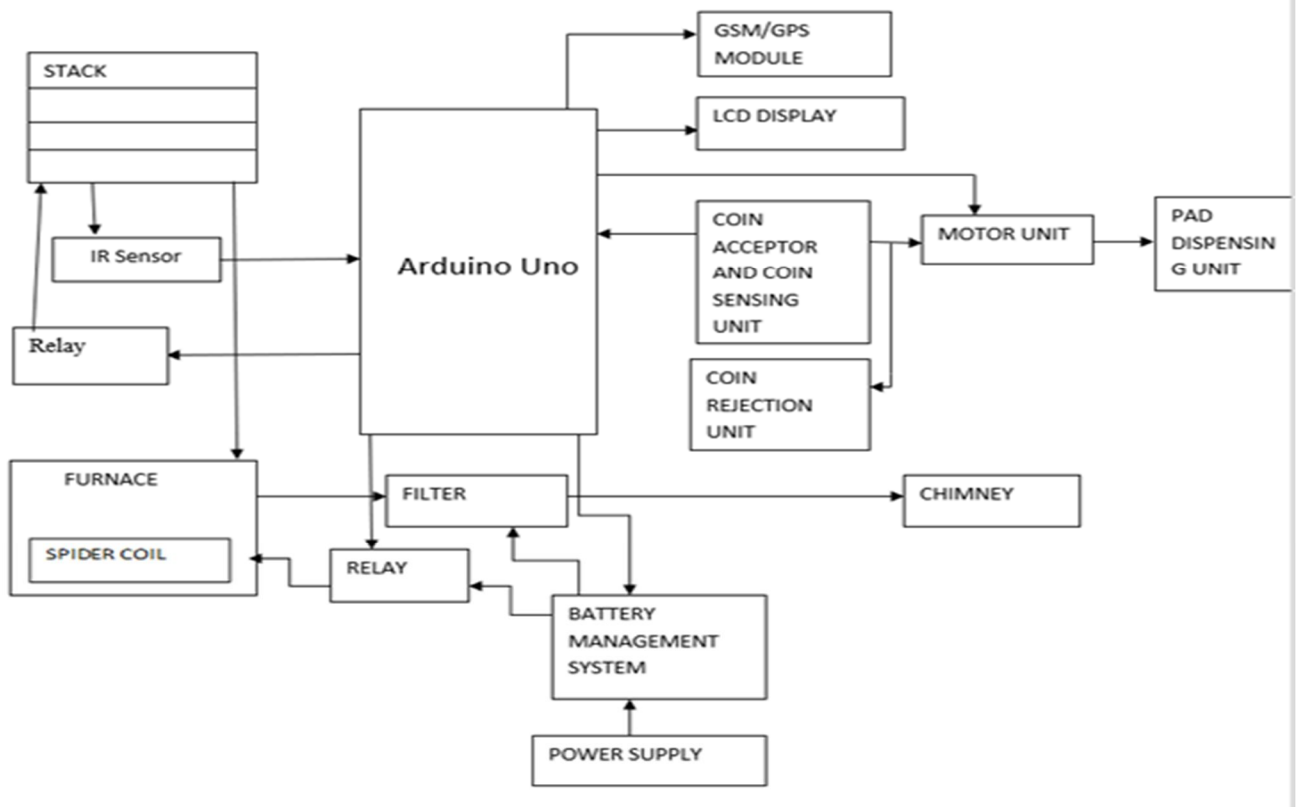 GSM/GPS
MODULE
STACK
LCD DISPLAY
COIN
ACCEPTOR
AND COIN
SENSING
UNIT
MOTOR UNIT
PAD
DISPENSIN
G UNIT
IR Sensor
Arduino Uno
Relay
COIN
REJECTION
UNIT
FURNACE
FILTER
CHIMNEY
SPIDER COIL
RELAY
BATTERY
MANAGEMENT
SYSTEM
POWER SUPPLY